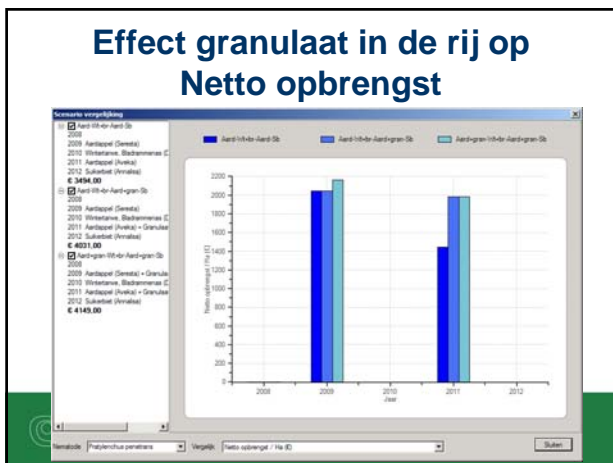 Effect granulaat in de rij op
Netto opbrengst
Scenario vergelijking
Aard-Wt+br-Aard-Sb
2008
2009 Aardappel (Seresta)
2010 Wintertarwe, Bladrammenas (D
2011 Aardappel (Aveka)
2012 Suikerbiet (Annalisa)
€ 3494,00
Aard-Wt+br-Aard+gran-Sb
2008
2009 Aardappel (Seresta)
2010 Wintertarwe, Bladrammenas (D
2011 Aardappel (Aveka) + Granulaa
2012 Suikerbiet (Annalisa)
€ 4031,00
Aard+gran-Wt+br-Aard+gran-Sb
2008
2009 Aardappel (Seresta) + Granulaa
2010 Wintertarwe, Bladrammenas (D
2011 Aardappel (Aveka) + Granulaa
2012 Suikerbiet (Annalisa)
€ 4149,00
Aard-Wt+br-Aard-Sb Aard-Wt+br-Aard+gran-Sb Aard+gran-Wt+br-Aard+gran-Sb
Netto opbrengst / Ha (€)
2200
2000
1800
1600
1400
1200
1000
800
600
400
200
0
2008 2009 2010 2011 2012
Jaar
Nematode Pratylenchus penetrans Vergelijk Netto opbrengst / Ha (€) Sluiten